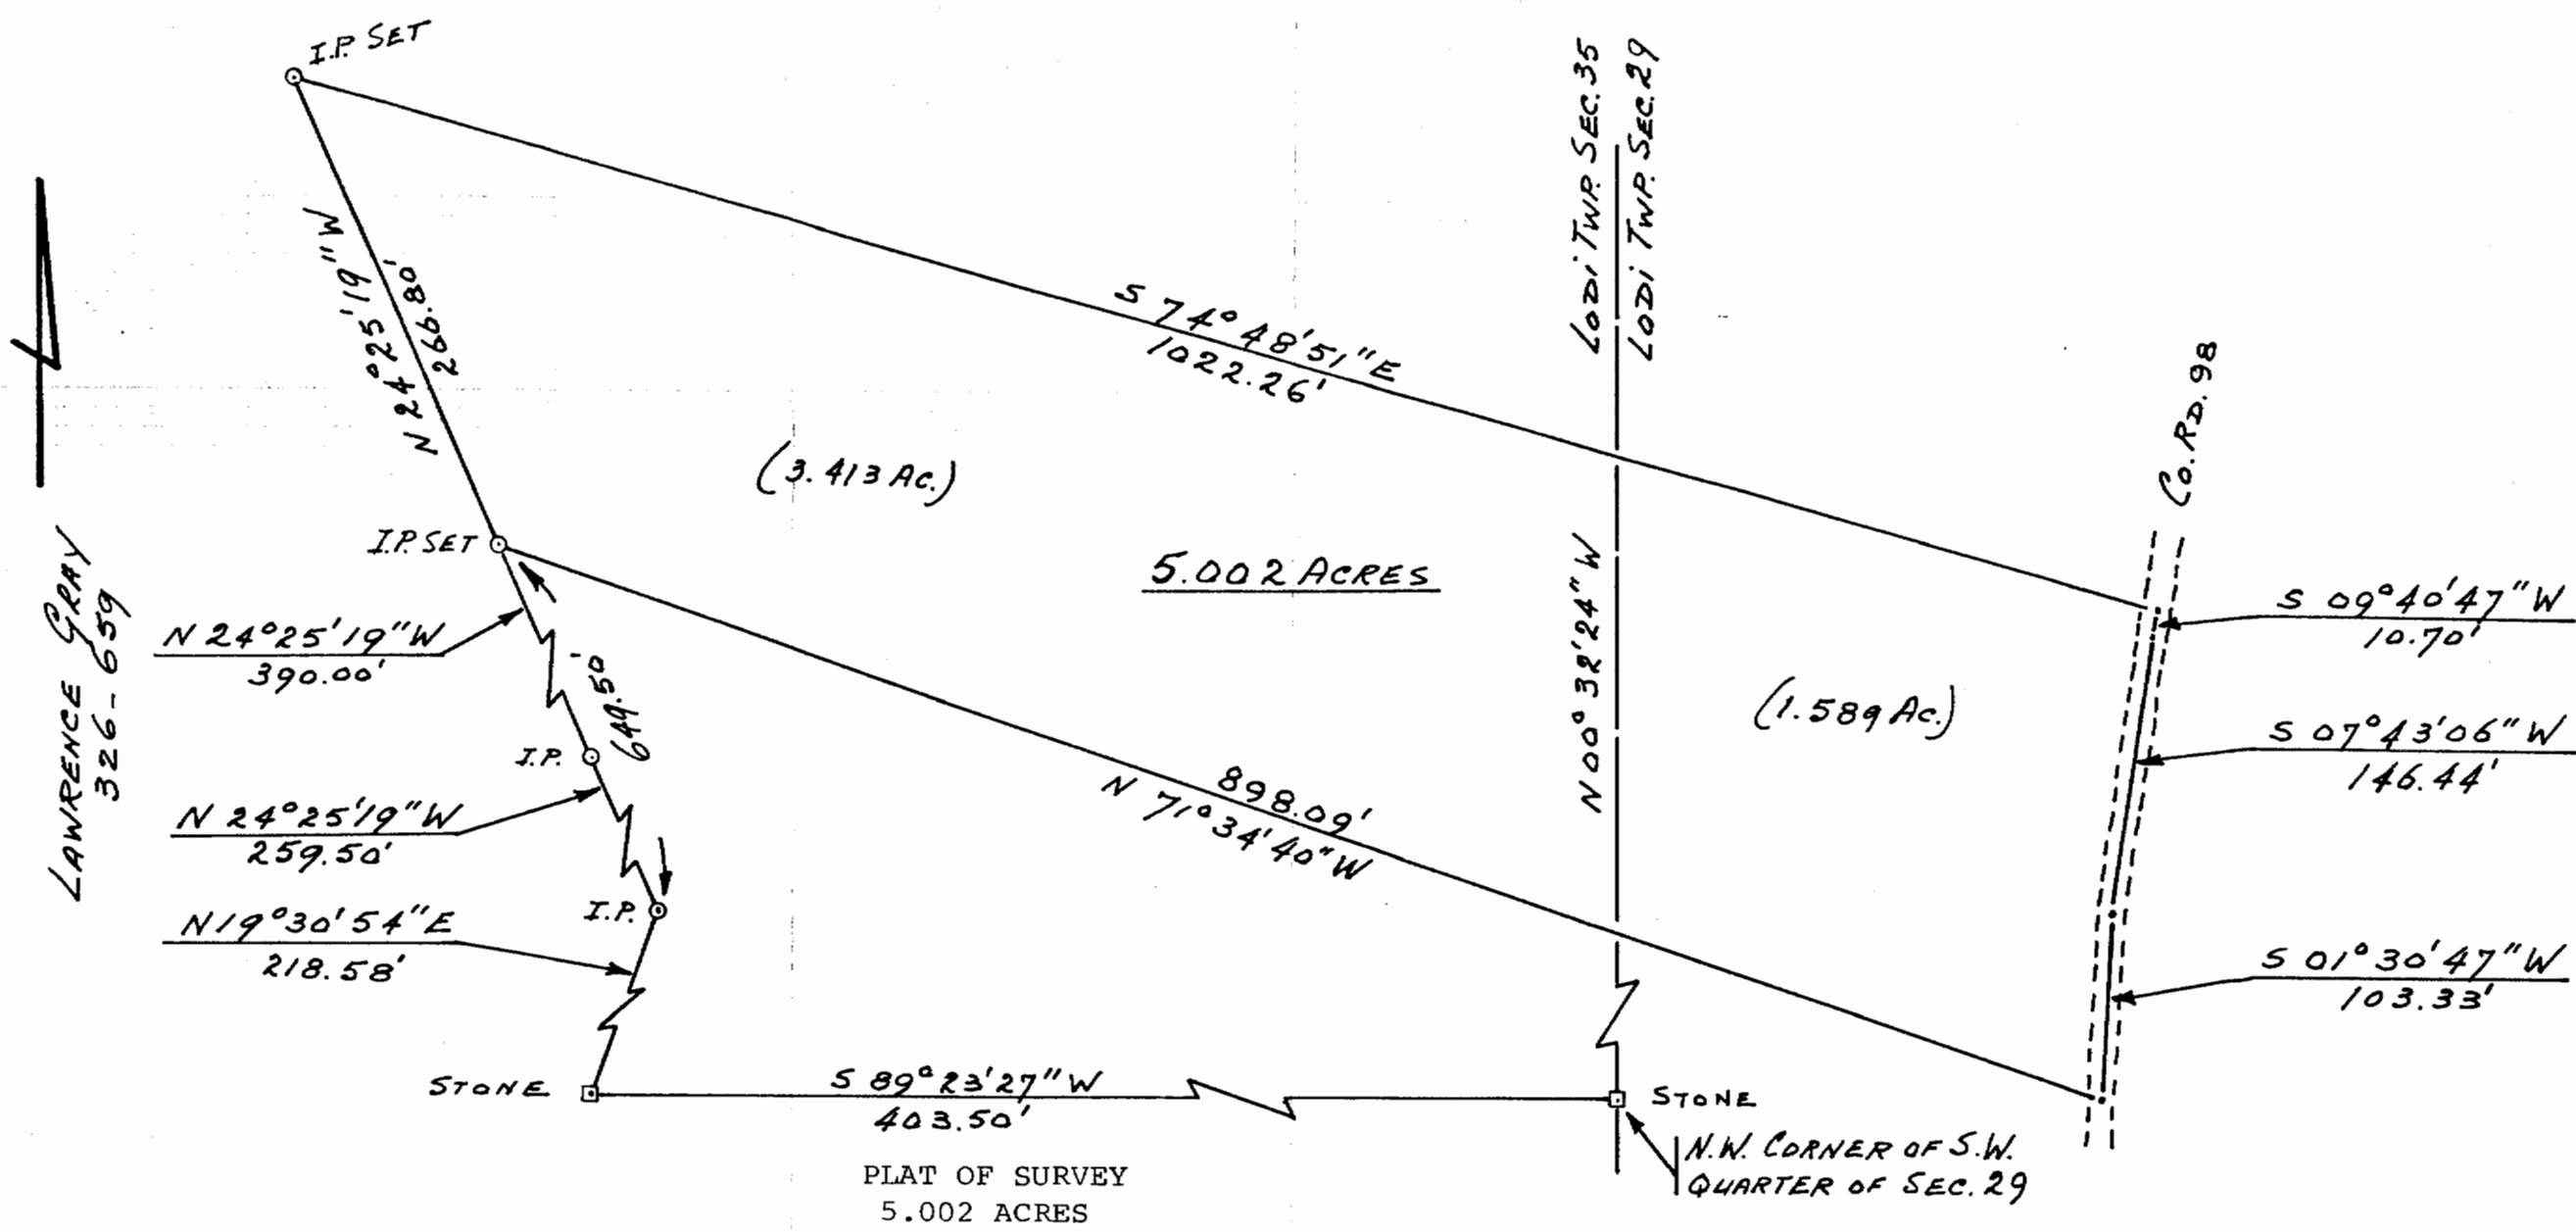 I.P. SET
LODI TWP. SEC. 35
LODI TWP. SEC. 29
N 24°25'19"W
266.80'
S 74°48'51"E
1022.26'
CO. RD. 98
(3.413 AC.)
I.P. SET
5.002 ACRES
LAWRENCE GRAY
326-659
N 00°32'24"W
S 09°40'47"W
10.70'
N 24°25'19"W
390.00'
649.50'
(1.589 AC.)
S 07°43'06"W
146.44'
I.P.
898.09'
N 71°34'40"W
N 24°25'19"W
259.50'
I.P.
N 19°30'54"E
218.58'
S 01°30'47"W
103.33'
STONE
S 89°23'27"W
403.50'
STONE
N.W. CORNER OF S.W.
QUARTER OF SEC. 29
PLAT OF SURVEY
5.002 ACRES